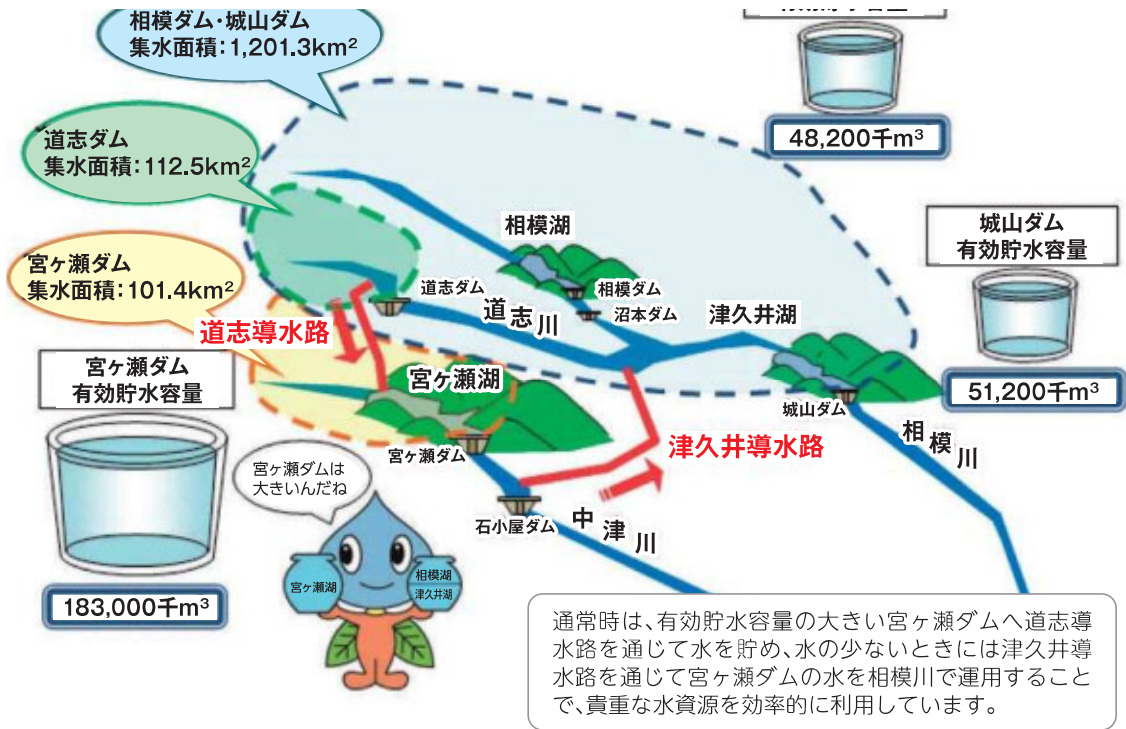 相模ダム・城山ダム
集水面積：1,201.3km²
48,200千m³
道志ダム
集水面積：112.5km²
相模湖
城山ダム
有効貯水容量
宮ヶ瀬ダム
集水面積：101.4km²
道志ダム
相模ダム
沼本ダム
道志川
津久井湖
道志導水路
宮ヶ瀬ダム
有効貯水容量
宮ヶ瀬湖
51,200千m³
城山ダム
相模川
宮ヶ瀬ダム
津久井導水路
宮ヶ瀬ダムは
大きいんだね
石小屋ダム
中津川
宮ヶ瀬湖
相模湖
津久井湖
183,000千m³
通常時は、有効貯水容量の大きい宮ヶ瀬ダムへ道志導
水路を通じて水を貯め、水の少ないときには津久井導
水路を通じて宮ヶ瀬ダムの水を相模川で運用すること
で、貴重な水資源を効率的に利用しています。